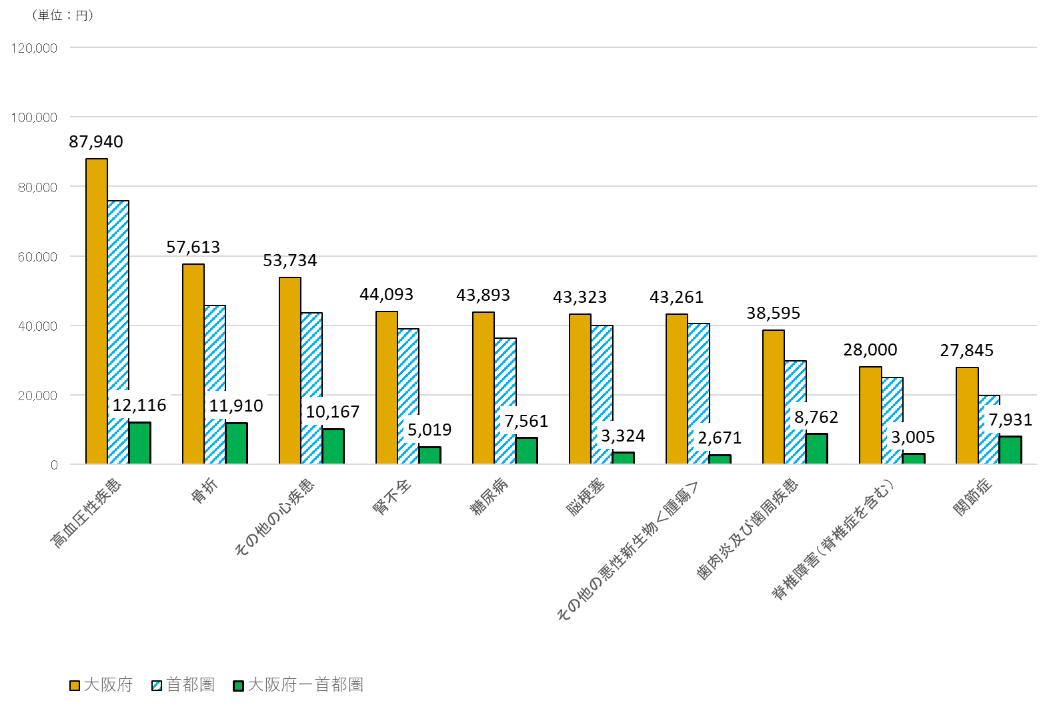 （単位：円）
120,000
100,000
80,000
60,000
40,000
20,000
0
87,940
57,613
53,734
44,093
43,893
43,323
43,261
38,595
28,000
27,845
12,116
11,910
10,167
5,019
7,561
3,324
2,671
8,762
3,005
7,931
高血圧性疾患
骨折
その他の心疾患
腎不全
糖尿病
脳梗塞
その他の悪性新生物＜腫瘍＞
歯肉炎及び歯周疾患
脊椎障害（脊椎症を含む）
関節症
大阪府
首都圏
大阪府ー首都圏